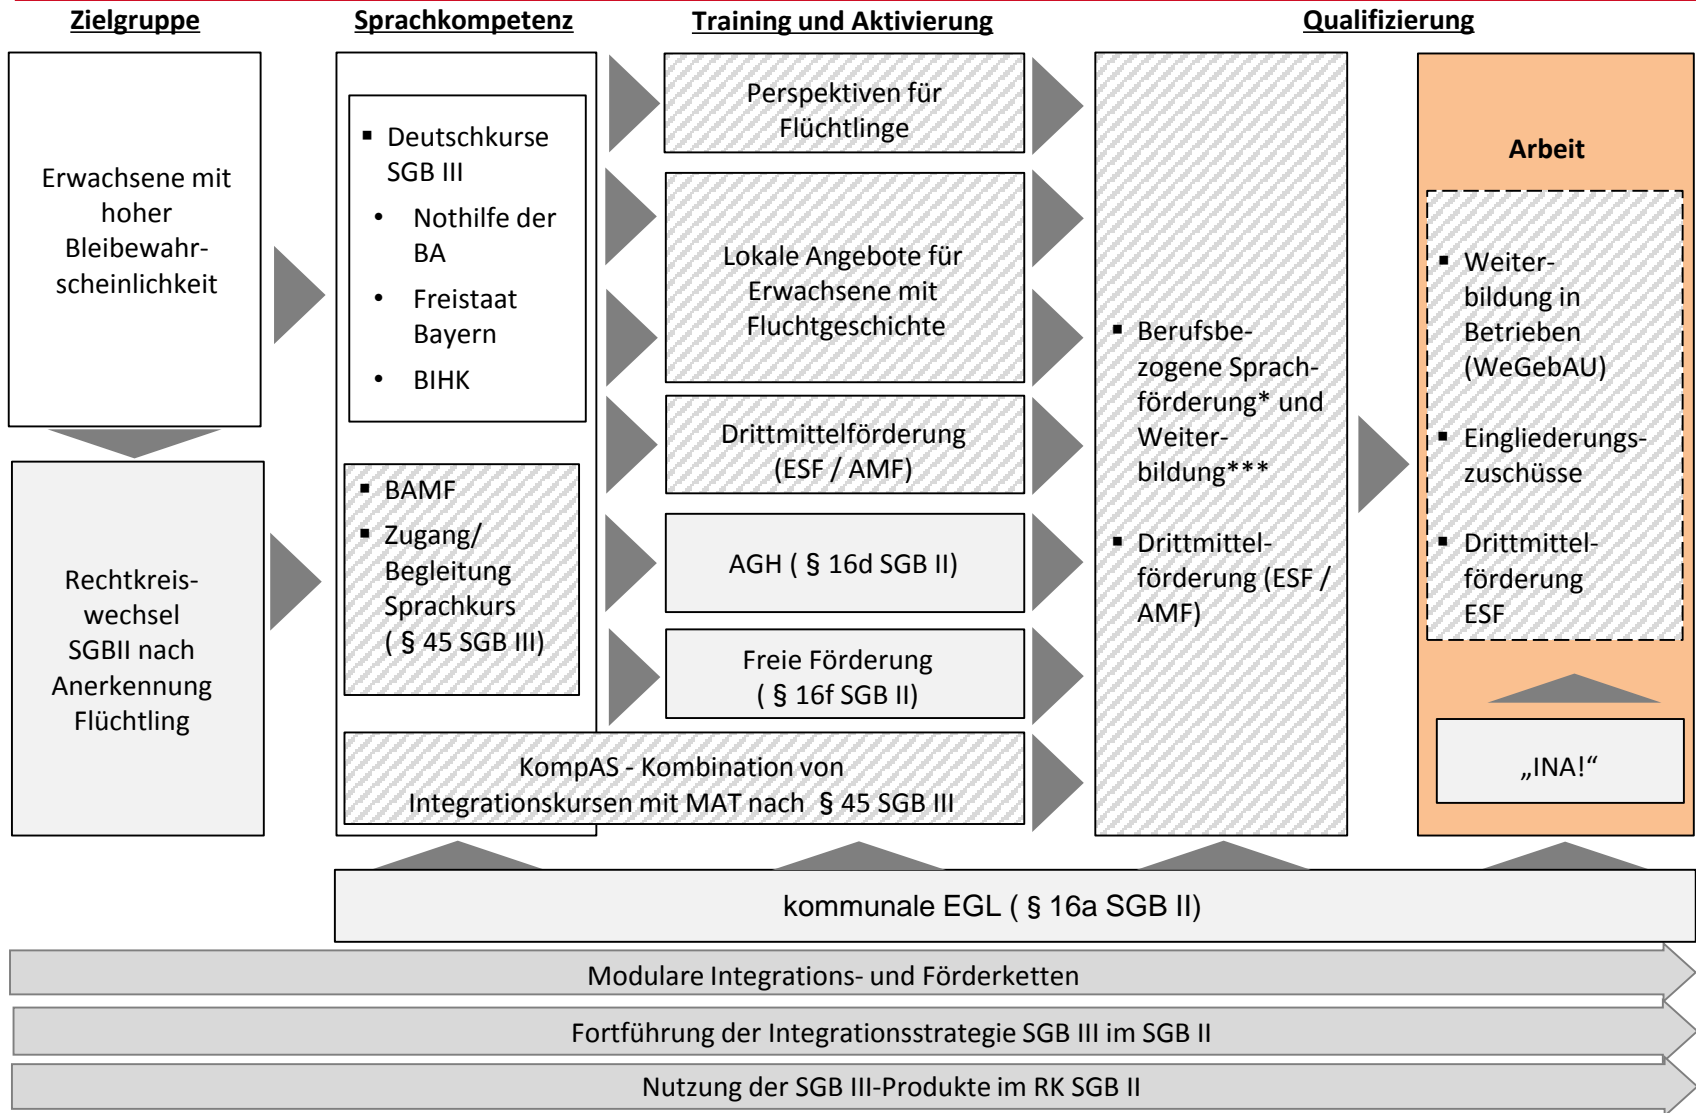 Zielgruppe
Sprachkompetenz
Training und Aktivierung
Qualifizierung
Erwachsene mit
hoher
Bleibewahr-
scheinlichkeit
Rechtkreis-
wechsel
SGBII nach
Anerkennung
Flüchtling
▪ Deutschkurse
SGB III
• Nothilfe der
BA
• Freistaat
Bayern
• BIHK
▪ BAMF
▪ Zugang/
Begleitung
Sprachkurs
( § 45 SGB III)
Perspektiven für
Flüchtlinge
Lokale Angebote für
Erwachsene mit
Fluchtgeschichte
Drittmittelförderung
(ESF / AMF)
AGH ( § 16d SGB II)
Freie Förderung
( § 16f SGB II)
KompAS - Kombination von
Integrationskursen mit MAT nach § 45 SGB III
▪ Berufsbe-
zogene Sprach-
förderung* und
Weiter-
bildung***
▪ Drittmittel-
förderung (ESF /
AMF)
Arbeit
▪ Weiter-
bildung in
Betrieben
(WeGebAU)
▪ Eingliederungs-
zuschüsse
▪ Drittmittel-
förderung
ESF
„INA!“
kommunale EGL ( § 16a SGB II)
Modulare Integrations- und Förderketten
Fortführung der Integrationsstrategie SGB III im SGB II
Nutzung der SGB III-Produkte im RK SGB II